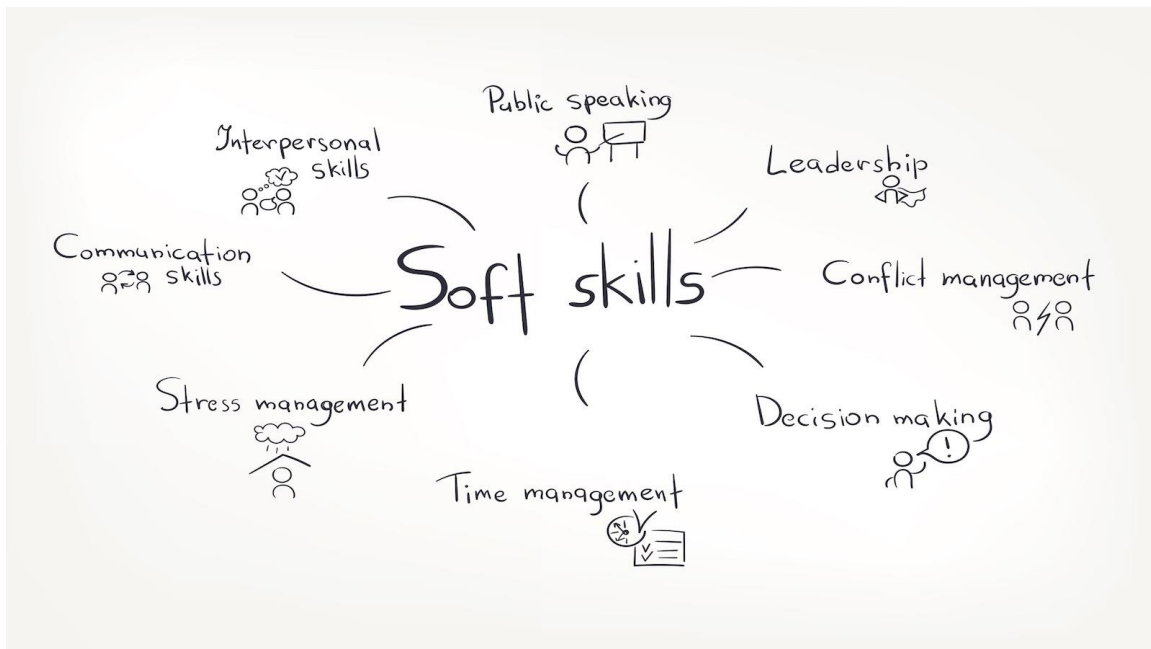 Public speaking
Interpersonal
skills
Leadership
Communication
skills
Soft skills
Conflict management
Stress management
Decision making
Time management